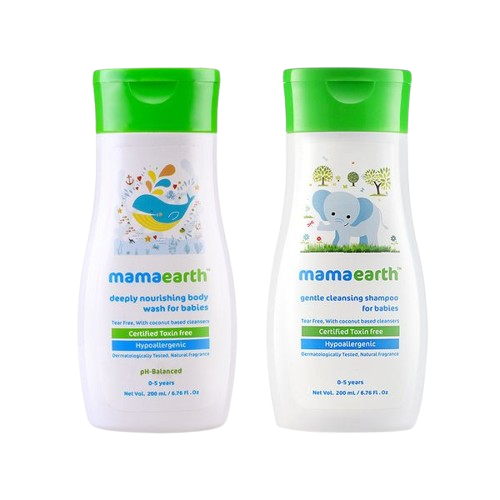 mamaearth™
deeply nourishing body
wash for babies
Tear Free, With coconut based cleansers
Certified Toxin free
Hypoallergenic
Dermatologically Tested, Natural fragrance
pH-Balanced
0-5 years
Net Vol. 200 mL / 6.76 fl. Oz
mamaearth™
gentle cleansing shampoo
for babies
Tear Free, With coconut based cleansers
Certified Toxin free
Hypoallergenic
Dermatologically Tested, Natural fragrance
0-5 years
Net Vol. 200 mL / 6.76 fl. Oz